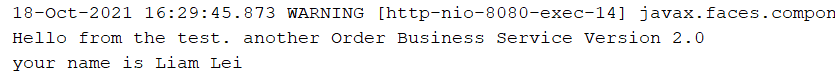 18-Oct-2021 16:29:45.873 WARNING [http-nio-8080-exec-14] javax.faces.compon
Hello from the test. another Order Business Service Version 2.0
your name is Liam Lei